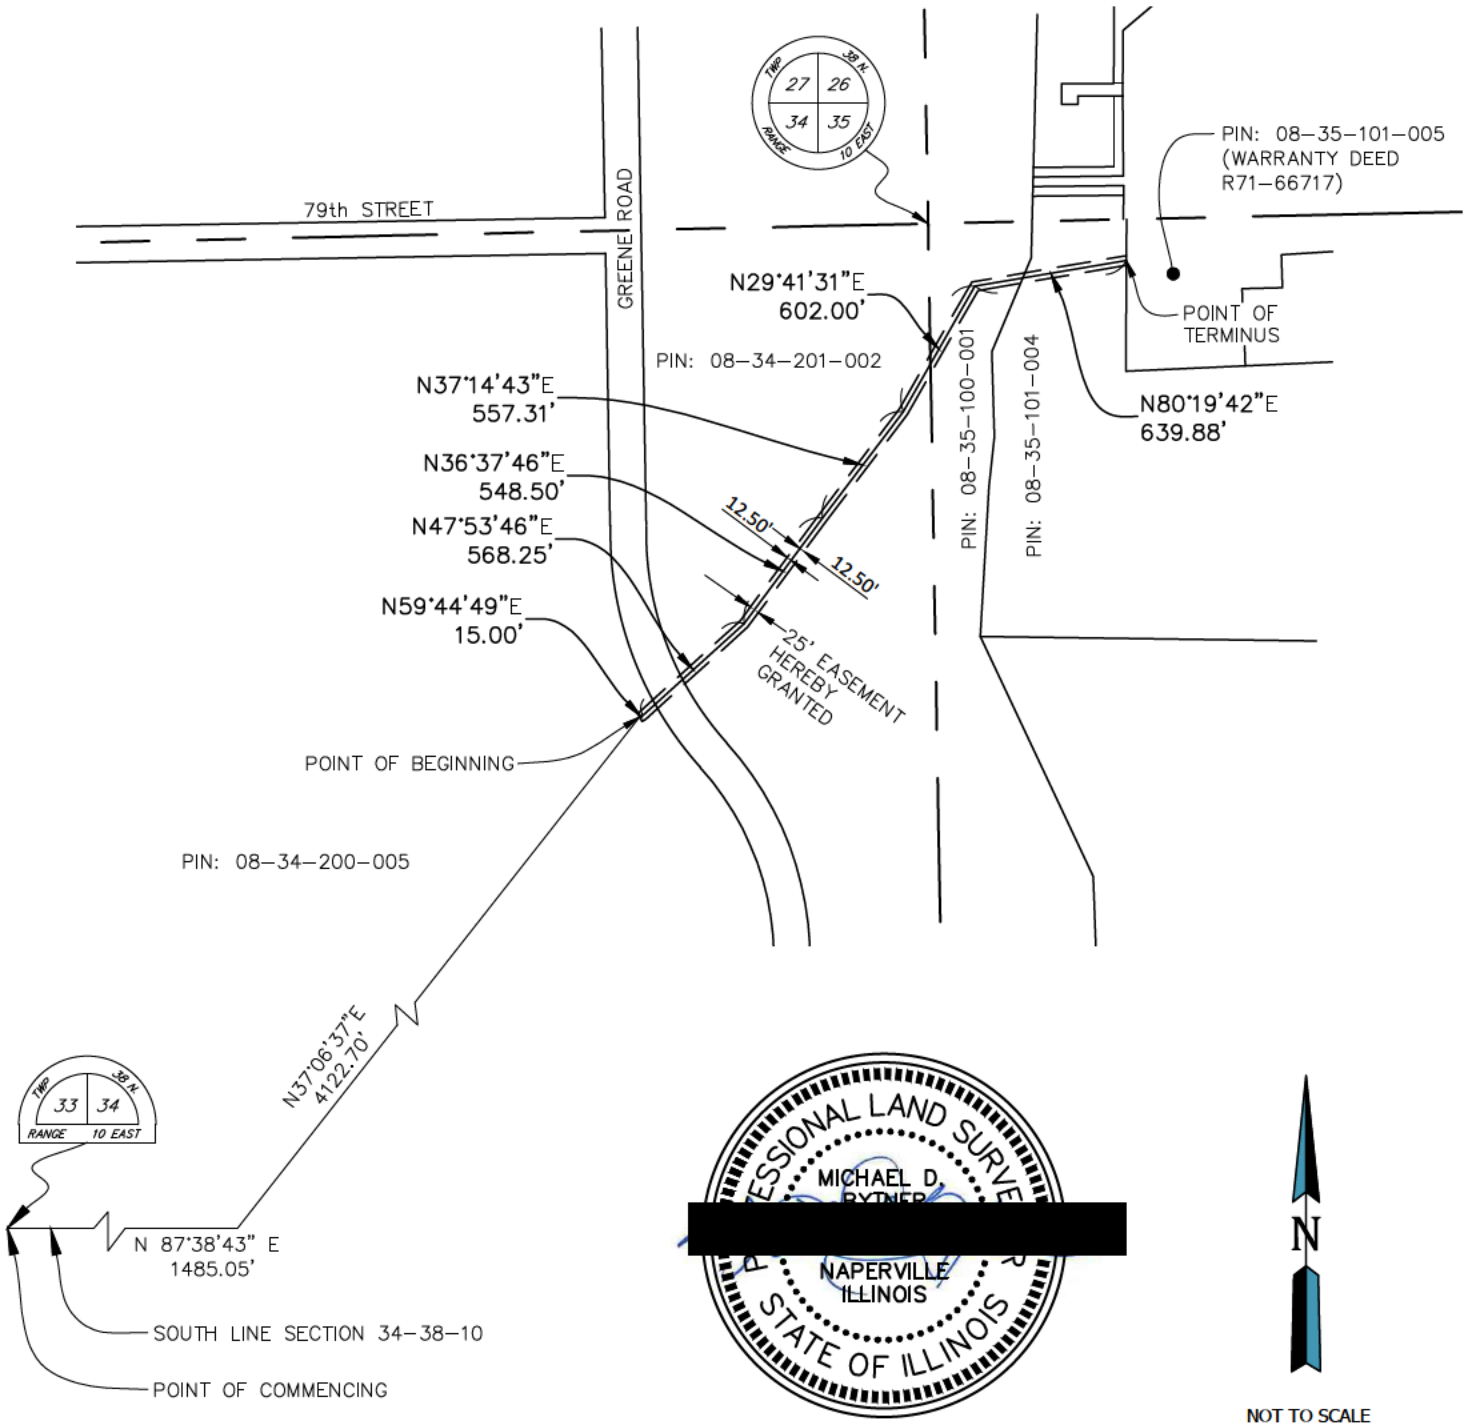 TWP 38 N.
27 26
34 35
RANGE 10 EAST
PIN: 08-35-101-005
(WARRANTY DEED
R71-66717)
79th STREET
GREENE ROAD
N29°41'31"E
602.00'
POINT OF
TERMINUS
PIN: 08-34-201-002
PIN: 08-35-100-001
PIN: 08-35-101-004
N37°14'43"E
557.31'
N80°19'42"E
639.88'
N36°37'46"E
548.50'
12.50'
12.50'
N47°53'46"E
568.25'
N59°44'49"E
15.00'
25' EASEMENT
HEREBY
GRANTED
POINT OF BEGINNING
PIN: 08-34-200-005
N37°06'37"E
4122.70'
TWP 38 N.
33 34
RANGE 10 EAST
N 87°38'43" E
1485.05'
SOUTH LINE SECTION 34-38-10
POINT OF COMMENCING
LAND
MICHAEL D.
NAPERVILLE
ILLINOIS
STATE OF ILLINOIS
N
NOT TO SCALE